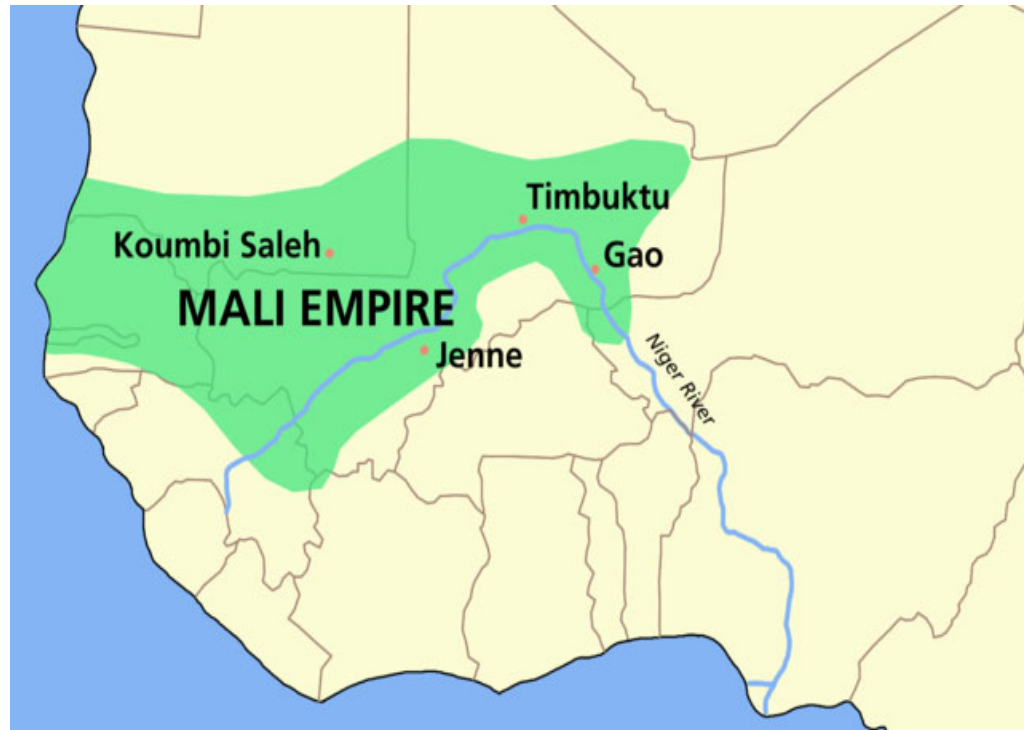 Timbuktu
Koumbi Saleh
Gao
MALI EMPIRE
Jenne
Niger River